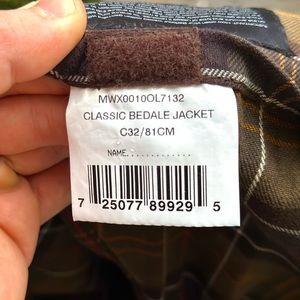 MWX0010OL7132
CLASSIC BEDALE JACKET
C32/81CM
NAME..............
7 25077 89929 5